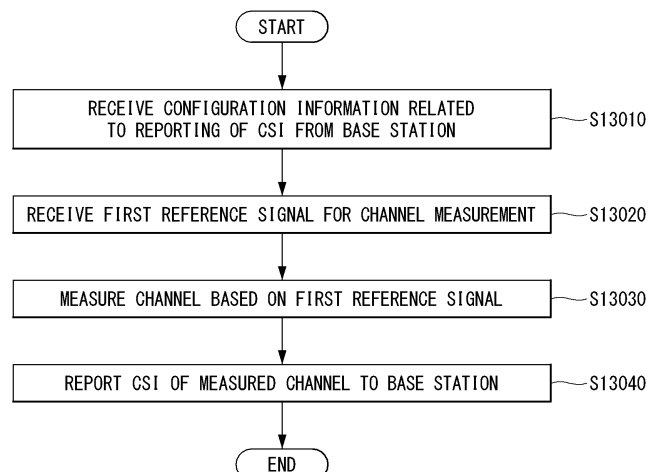 START
RECEIVE CONFIGURATION INFORMATION RELATED
TO REPORTING OF CSI FROM BASE STATION
S13010
RECEIVE FIRST REFERENCE SIGNAL FOR CHANNEL MEASUREMENT
S13020
MEASURE CHANNEL BASED ON FIRST REFERENCE SIGNAL
S13030
REPORT CSI OF MEASURED CHANNEL TO BASE STATION
S13040
END